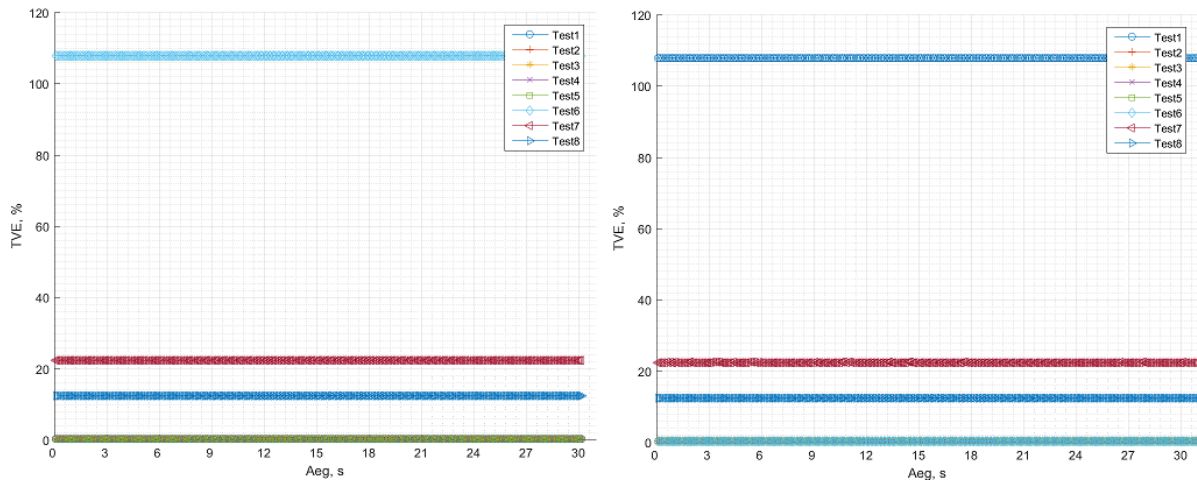 120
100
80
60
40
20
0
TVE, %
0 3 6 9 12 15 18 21 24 27 30
Aeg, s
Test1
Test2
Test3
Test4
Test5
Test6
Test7
Test8
120
100
80
60
40
20
0
TVE, %
0 3 6 9 12 15 18 21 24 27 30
Aeg, s
Test1
Test2
Test3
Test4
Test5
Test6
Test7
Test8